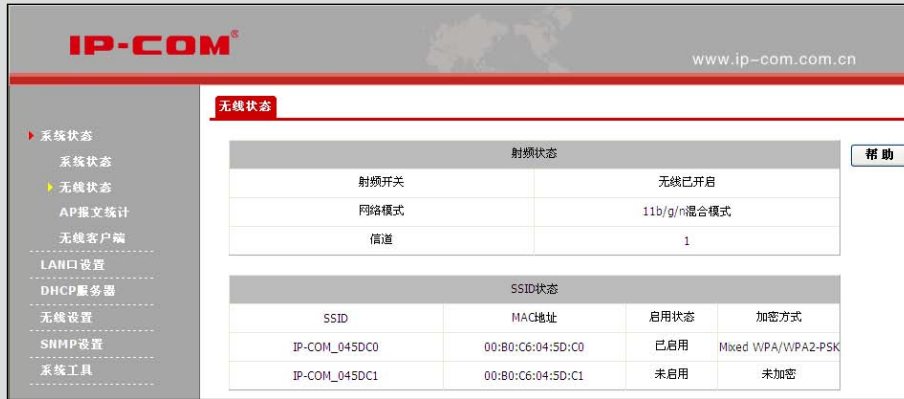 IP-COM®
www.ip-com.com.cn
无线状态
系统状态
系统状态
无线状态
AP报文统计
无线客户端
LAN口设置
DHCP服务器
无线设置
SNMP设置
系统工具
射频状态
射频开关 无线已开启
网络模式 11b/g/n混合模式
信道 1
帮助
SSID状态
SSID MAC地址 启用状态 加密方式
IP-COM_045DC0 00:B0:C6:04:5D:C0 已启用 Mixed WPA/WPA2-PSK
IP-COM_045DC1 00:B0:C6:04:5D:C1 未启用 未加密